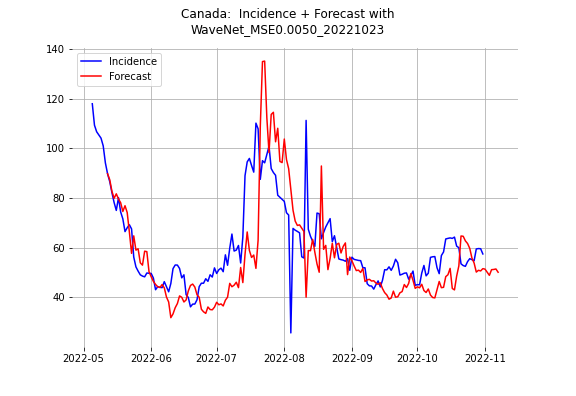 Canada:  Incidence + Forecast with
WaveNet_MSE0.0050_20221023
Incidence
Forecast
140
120
100
80
60
40
2022-05 2022-06 2022-07 2022-08 2022-09 2022-10 2022-11